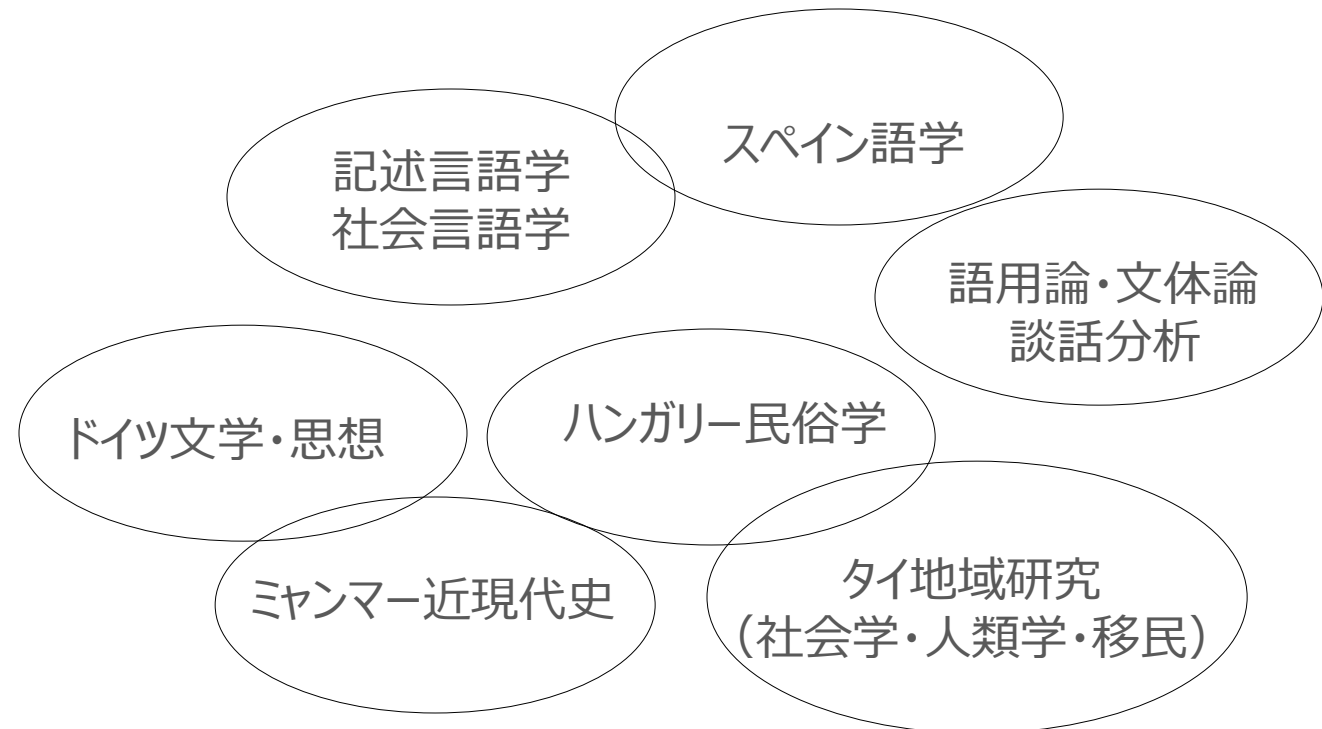 スペイン語学
記述言語学
社会言語学
語用論・文体論
談話分析
ドイツ文学・思想
ハンガリー民俗学
ミャンマー近現代史
タイ地域研究
（社会学・人類学・移民）